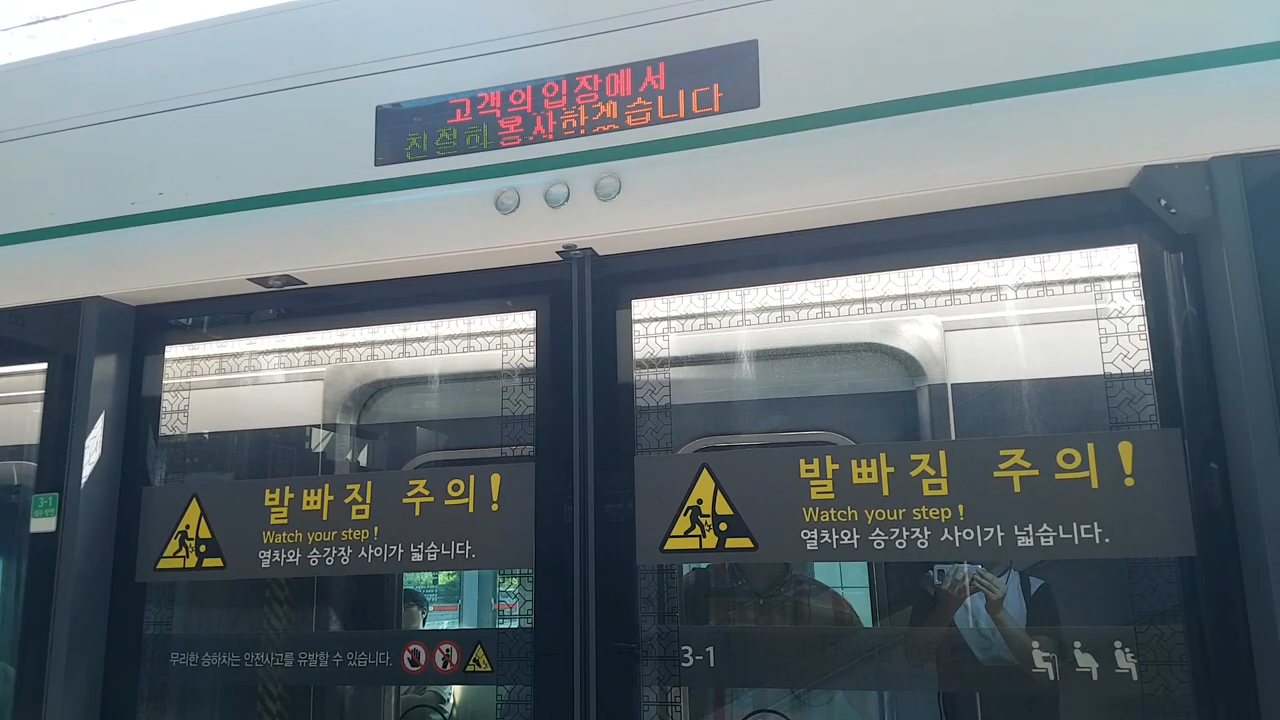 고객의 입장에서
친절히 봉사하겠습니다
발빠짐 주의!
Watch your step !
열차와 승강장 사이가 넓습니다.
발빠짐 주의!
Watch your step !
열차와 승강장 사이가 넓습니다.
3-1
무리한 승하차는 안전사고를 유발할 수 있습니다.
3-1